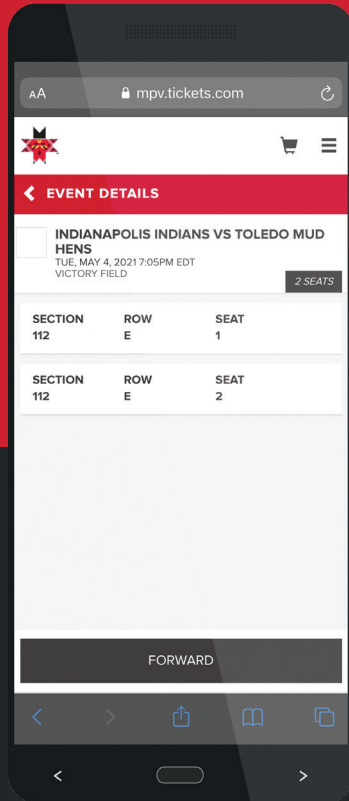 AA mpv.tickets.com
EVENT DETAILS
INDIANAPOLIS INDIANS VS TOLEDO MUD
HENS
TUE, MAY 4, 2021 7:05PM EDT
VICTORY FIELD
2 SEATS
SECTION ROW SEAT
112 E 1
SECTION ROW SEAT
112 E 2
FORWARD